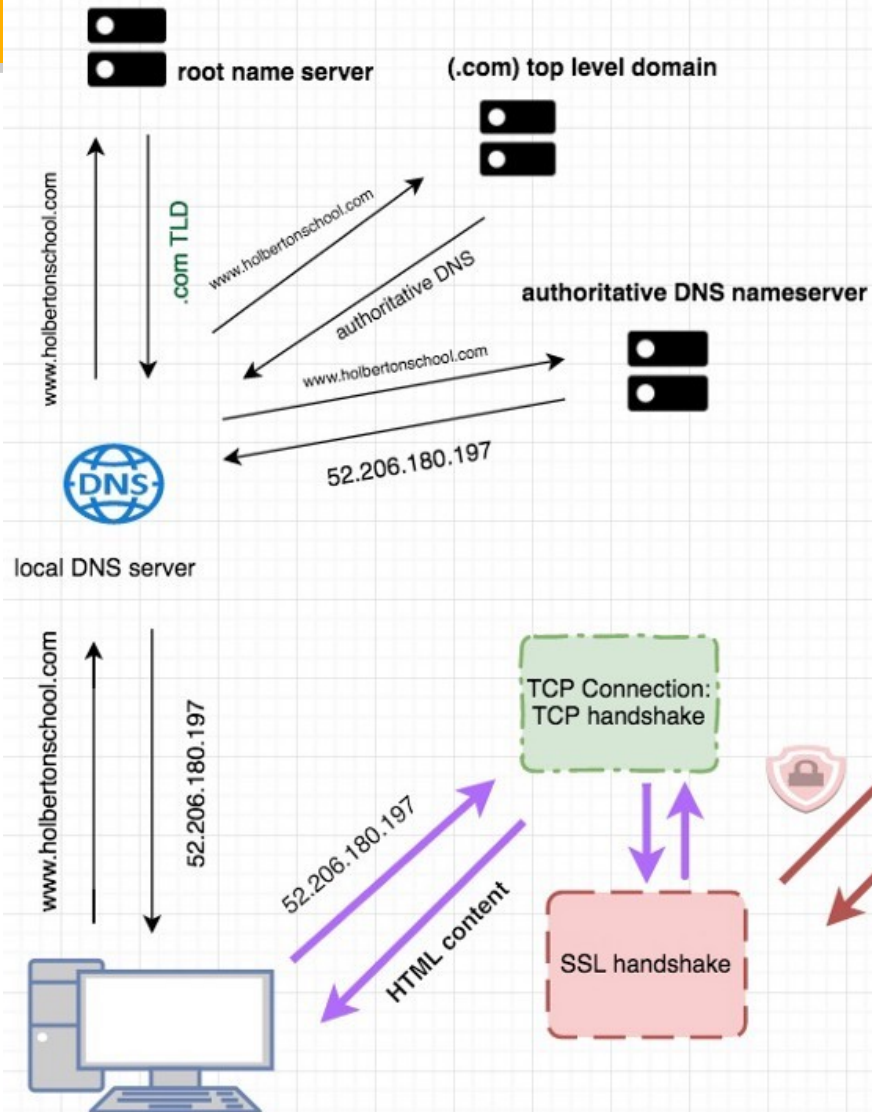 root name server
(.com) top level domain
www.holbertonschool.com
.com TLD
www.holbertonschool.com
authoritative DNS
authoritative DNS nameserver
www.holbertonschool.com
52.206.180.197
DNS
local DNS server
www.holbertonschool.com
52.206.180.197
TCP Connection:
TCP handshake
52.206.180.197
HTML content
SSL handshake